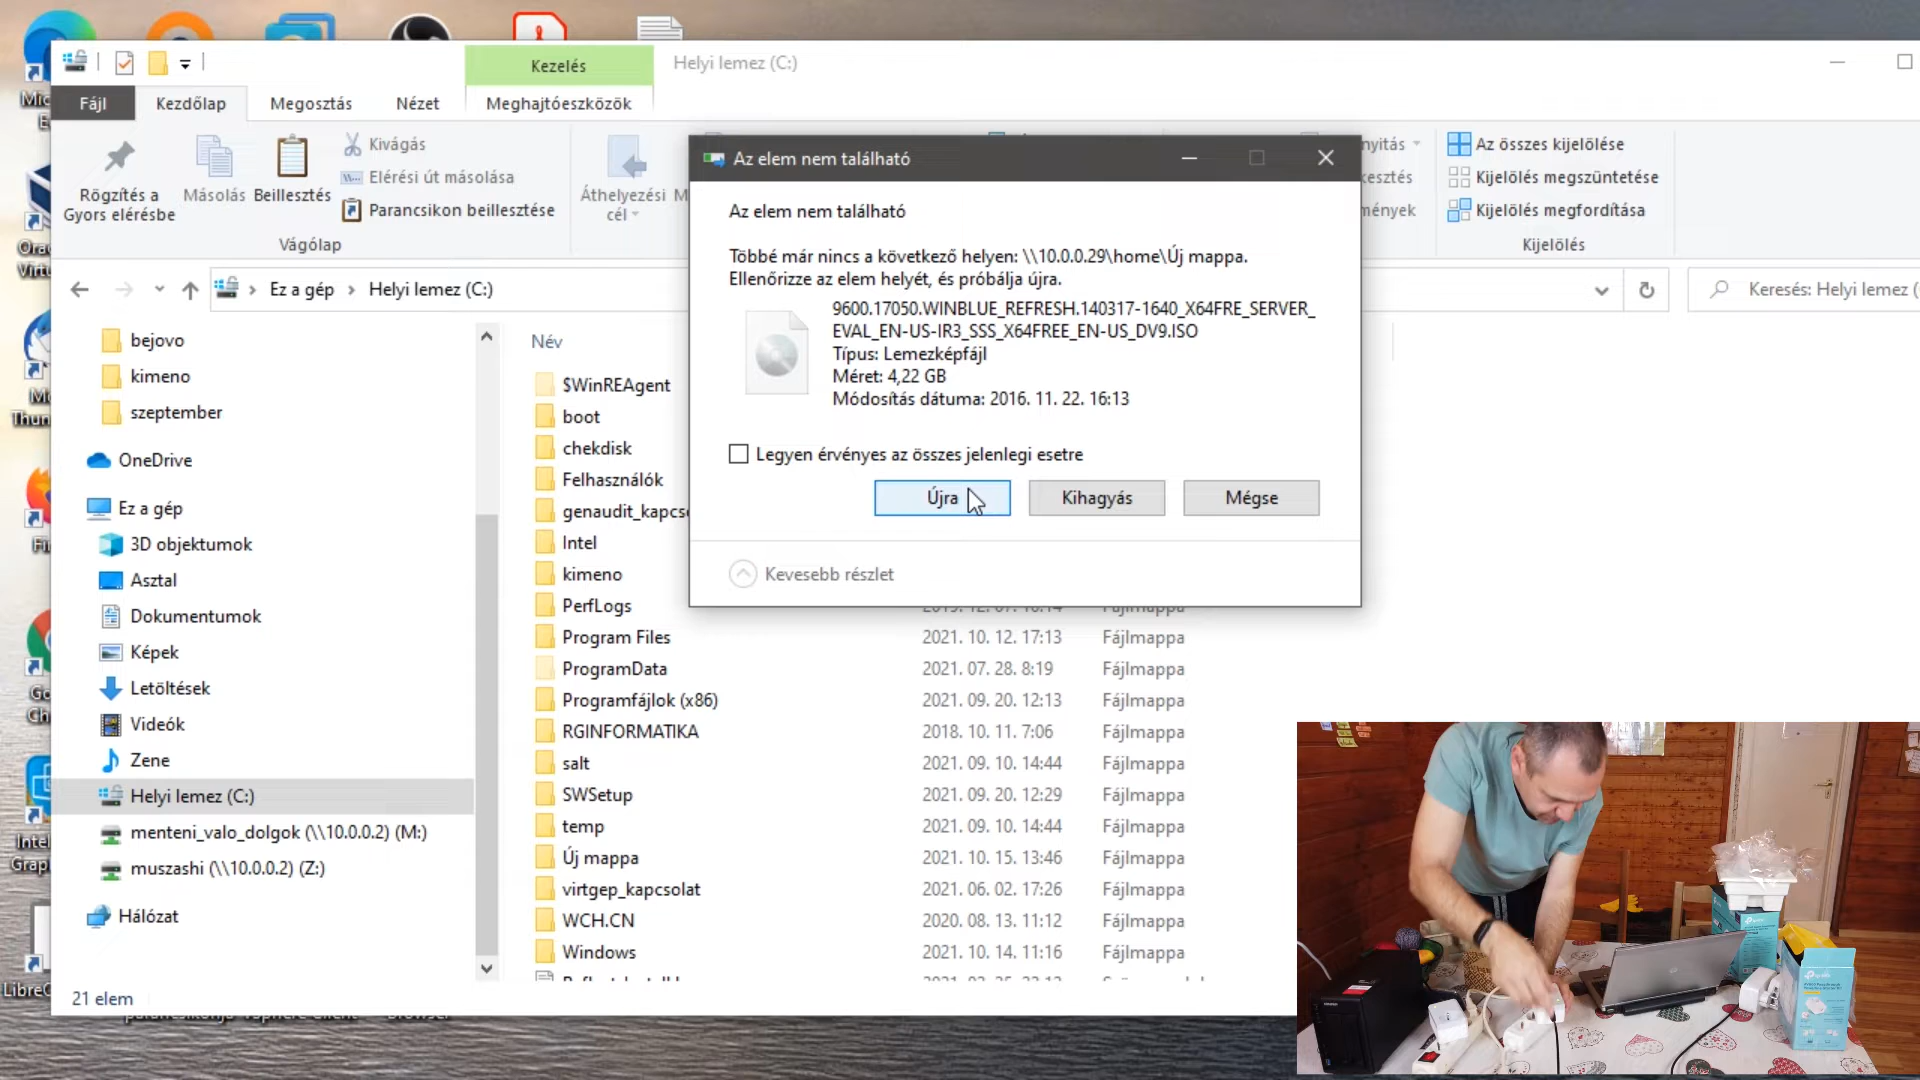 Kezelés
Helyi lemez (C:)
Fájl
Kezdőlap
Megosztás
Nézet
Meghajtóeszközök
Rögzítés a
Gyors elérésbe
Másolás
Beillesztés
Kivágás
Elérési út másolása
Parancsikon beillesztése
Vágólap
Áthelyezési
cél
Az összes kijelölése
Kijelölés megszüntetése
Kijelölés megfordítása
Kijelölés
Ez a gép
Helyi lemez (C:)
Keresés: Helyi lemez (
bejovo
kimeno
szeptember
OneDrive
Ez a gép
3D objektumok
Asztal
Dokumentumok
Képek
Letöltések
Videók
Zene
Helyi lemez (C:)
menteni_valo_dolgok (\\10.0.0.2) (M:)
muszashi (\\10.0.0.2) (Z:)
Hálózat
21 elem
Név
$WinREAgent
boot
chekdisk
Felhasználók
genaudit_kapcs
Intel
kimeno
PerfLogs
Program Files 2021. 10. 12. 17:13 Fájlmappa
ProgramData 2021. 07. 28. 8:19 Fájlmappa
Programfájlok (x86) 2021. 09. 20. 12:13 Fájlmappa
RGINFORMATIKA 2018. 10. 11. 7:06 Fájlmappa
salt 2021. 09. 10. 14:44 Fájlmappa
SWSetup 2021. 09. 20. 12:29 Fájlmappa
temp 2021. 09. 10. 14:44 Fájlmappa
Új mappa 2021. 10. 15. 13:46 Fájlmappa
virtgep_kapcsolat 2021. 06. 02. 17:26 Fájlmappa
WCH.CN 2020. 08. 13. 11:12 Fájlmappa
Windows 2021. 10. 14. 11:16 Fájlmappa
Az elem nem található
Az elem nem található
Többé már nincs a következő helyen: \\10.0.0.29\home\Új mappa.
Ellenőrizze az elem helyét, és próbálja újra.
9600.17050.WINBLUE_REFRESH.140317-1640_X64FRE_SERVER_
EVAL_EN-US-IR3_SSS_X64FREE_EN-US_DV9.ISO
Típus: Lemezképfájl
Méret: 4,22 GB
Módosítás dátuma: 2016. 11. 22. 16:13
Legyen érvényes az összes jelenlegi esetre
Újra
Kihagyás
Mégse
Kevesebb részlet